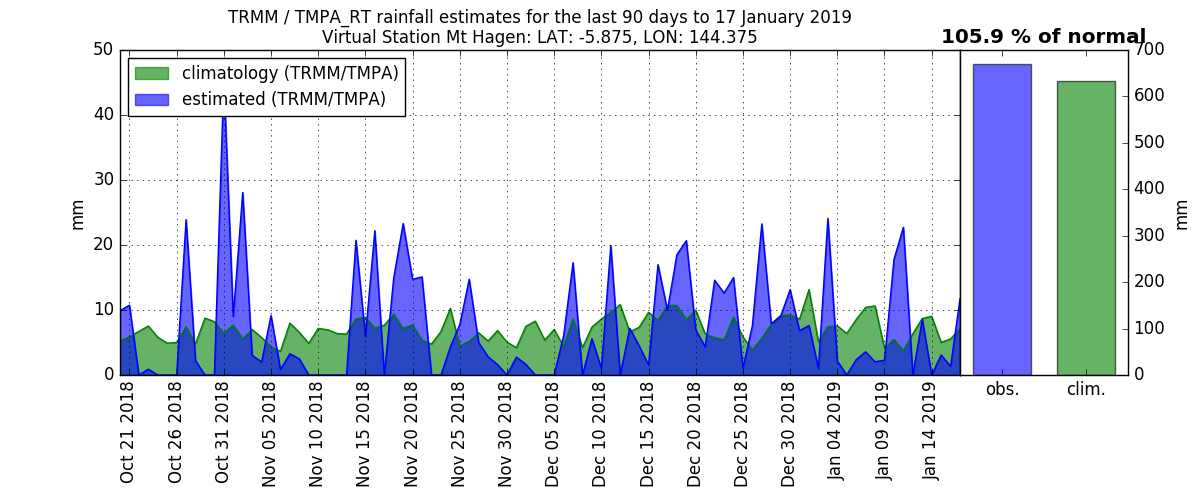 TRMM / TMPA_RT rainfall estimates for the last 90 days to 17 January 2019
Virtual Station Mt Hagen: LAT: -5.875, LON: 144.375
105.9 % of normal
climatology (TRMM/TMPA)
estimated (TRMM/TMPA)
50
40
30
20
10
0
mm
700
600
500
400
300
200
100
0
mm
Oct 21 2018
Oct 26 2018
Oct 31 2018
Nov 05 2018
Nov 10 2018
Nov 15 2018
Nov 20 2018
Nov 25 2018
Nov 30 2018
Dec 05 2018
Dec 10 2018
Dec 15 2018
Dec 20 2018
Dec 25 2018
Dec 30 2018
Jan 04 2019
Jan 09 2019
Jan 14 2019
obs.
clim.